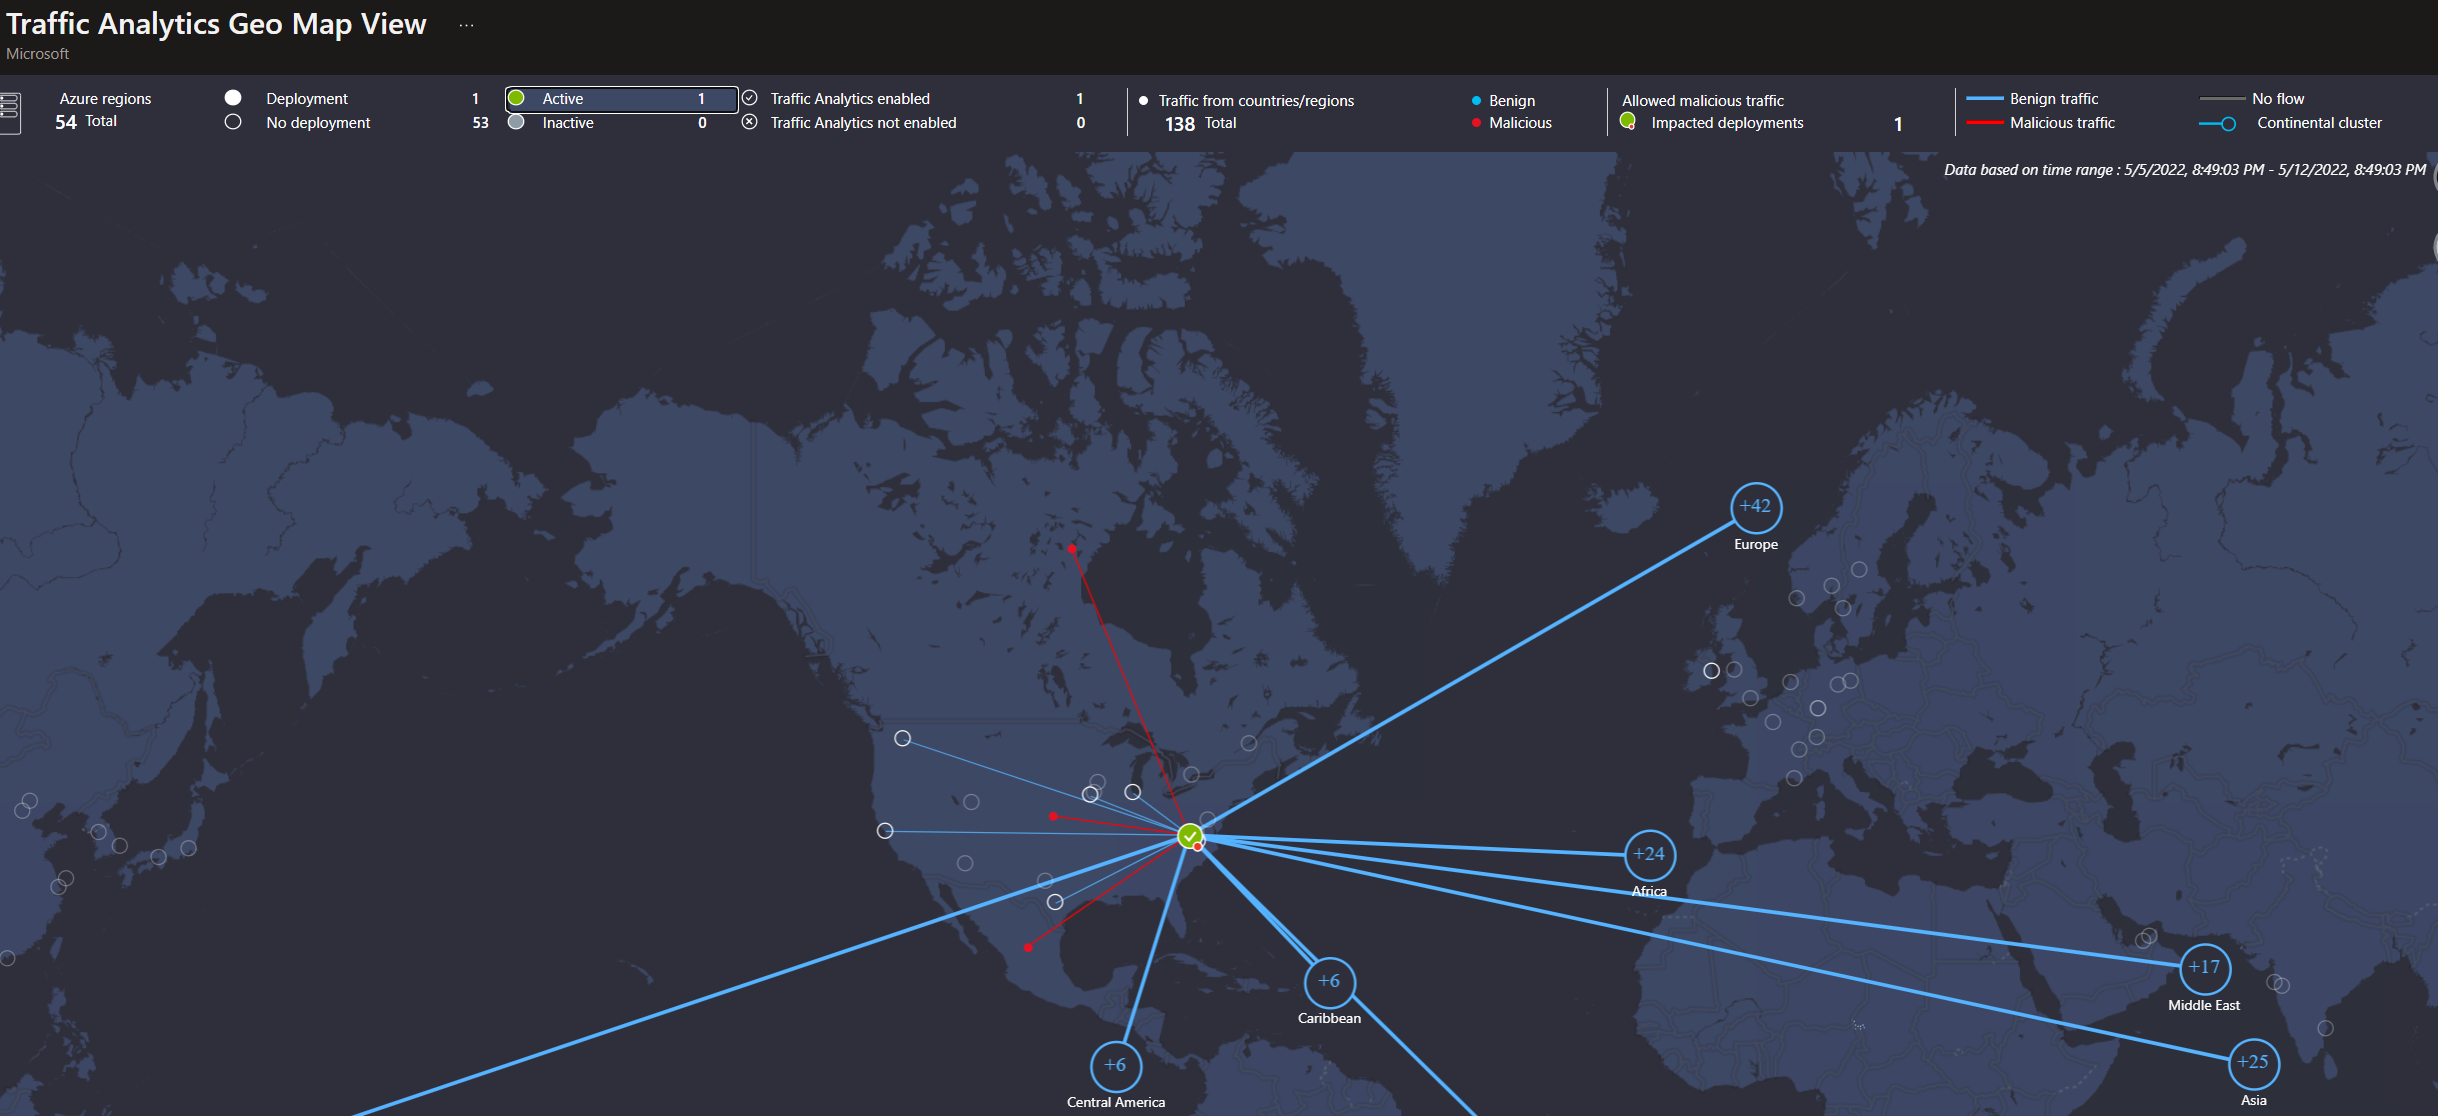 Traffic Analytics Geo Map View ...
Microsoft
Azure regions
54 Total
Deployment 1
No deployment 53
Active 1
Inactive 0
Traffic Analytics enabled 1
Traffic Analytics not enabled 0
Traffic from countries/regions
138 Total
Benign
Malicious
Allowed malicious traffic
Impacted deployments 1
Benign traffic
Malicious traffic
No flow
Continental cluster
Data based on time range : 5/5/2022, 8:49:03 PM - 5/12/2022, 8:49:03 PM
+42
Europe
+24
Africa
+17
Middle East
+6
Caribbean
+6
Central America
+25
Asia